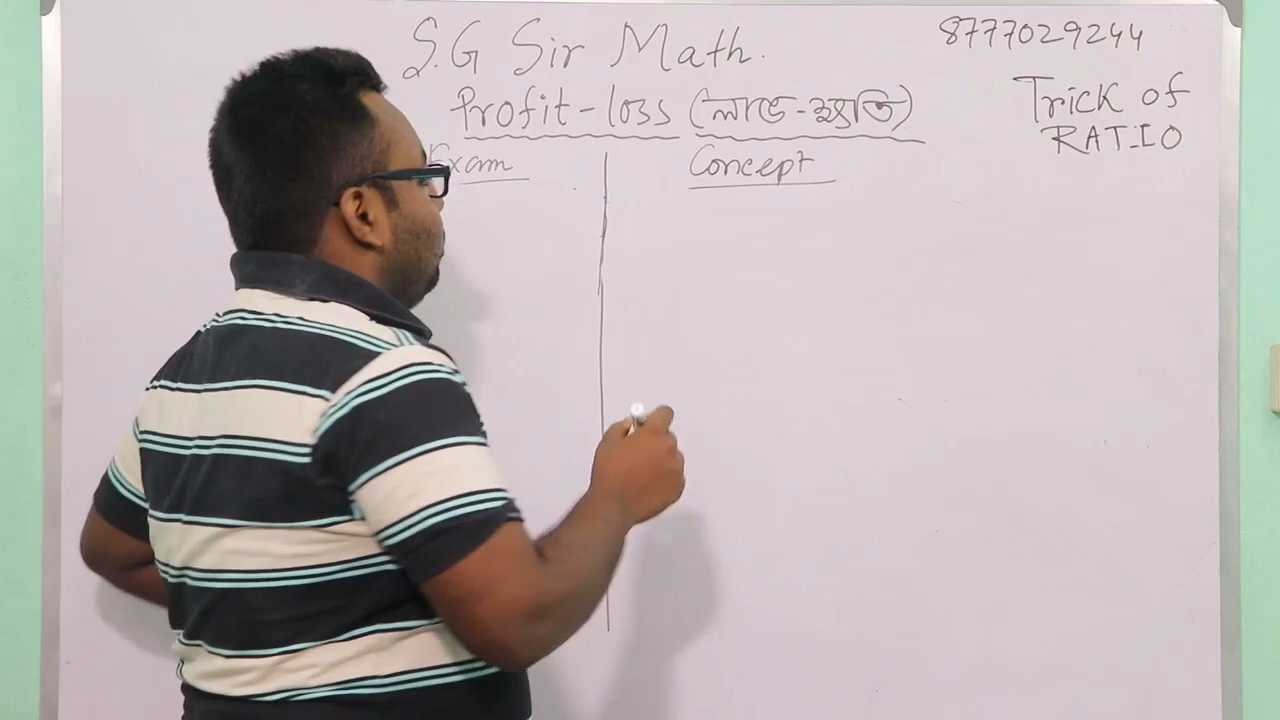 S.G Sir Math.
8777029244
Profit-loss (লাভ-ক্ষতি)
Trick of
RATIO
Exam
Concept